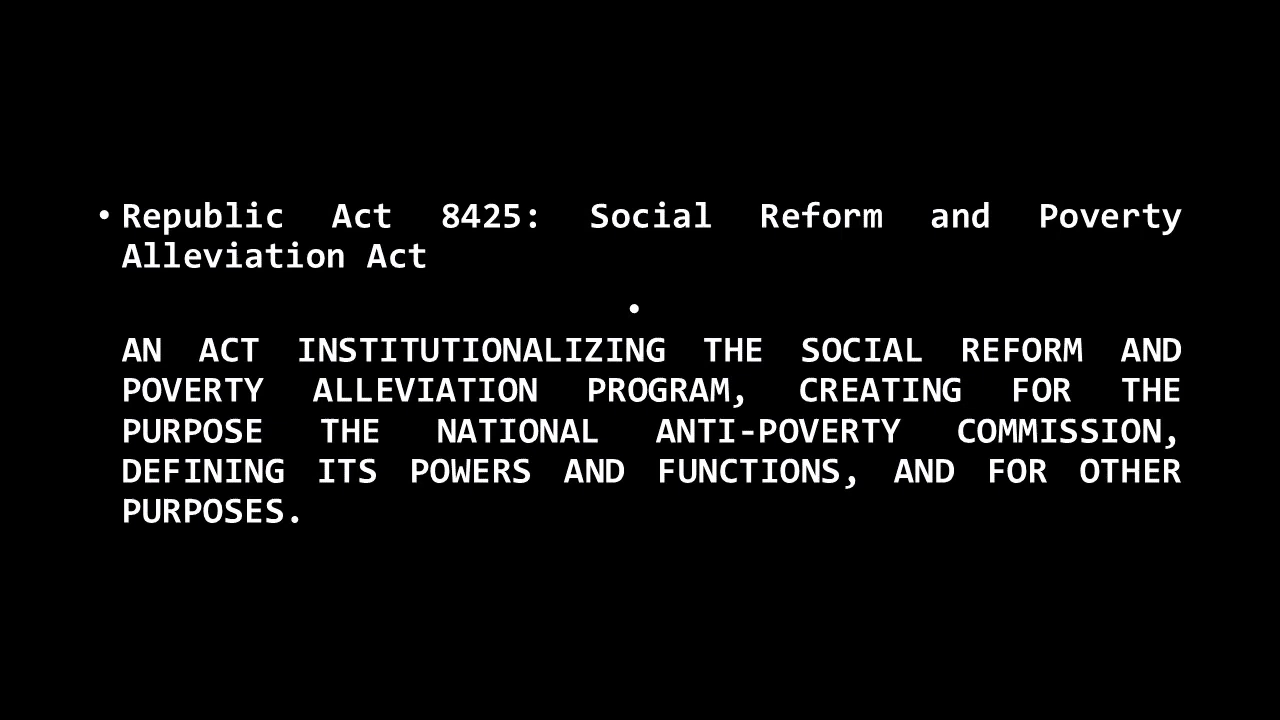 • Republic Act 8425: Social Reform and Poverty
Alleviation Act
•
AN ACT INSTITUTIONALIZING THE SOCIAL REFORM AND
POVERTY ALLEVIATION PROGRAM, CREATING FOR THE
PURPOSE THE NATIONAL ANTI-POVERTY COMMISSION,
DEFINING ITS POWERS AND FUNCTIONS, AND FOR OTHER
PURPOSES.